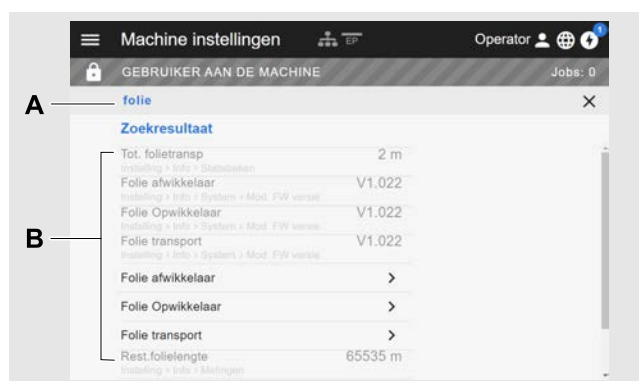 Machine instellingen EP Operator 1
GEBRUIKER AAN DE MACHINE Jobs: 0
A folie
Zoekresultaat
Tot. folietransp 2 m
Instelling > Info > Statistieken
Folie afwikkelaar V1.022
Instelling > Info > System > Mod. FW versie
Folie Opwikkelaar V1.022
Instelling > Info > System > Mod. FW versie
B Folie transport V1.022
Instelling > Info > System > Mod. FW versie
Folie afwikkelaar
Folie Opwikkelaar
Folie transport
Rest.folielengte 65535 m
Instelling > Info > Metingen